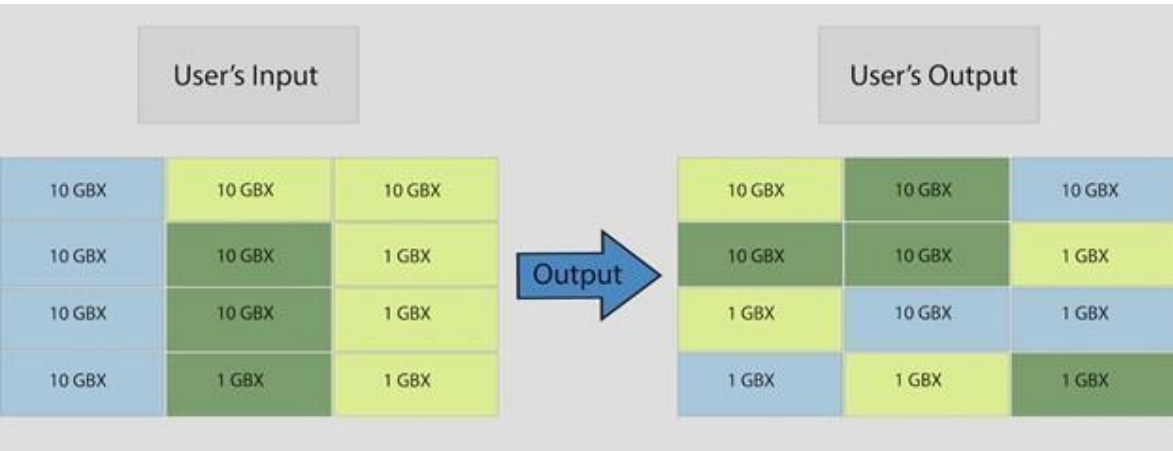 User's Input
User's Output
10 GBX 10 GBX 10 GBX
10 GBX 10 GBX 1 GBX
10 GBX 10 GBX 1 GBX
10 GBX 1 GBX 1 GBX
Output
10 GBX 10 GBX 10 GBX
10 GBX 10 GBX 1 GBX
1 GBX 10 GBX 1 GBX
1 GBX 1 GBX 1 GBX